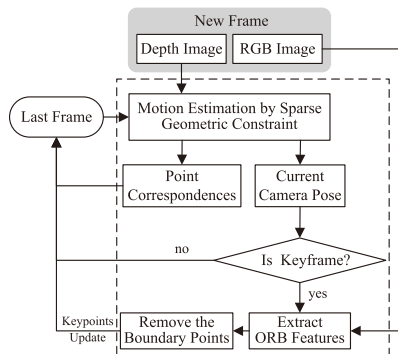 New Frame
Depth Image
RGB Image
Last Frame
Motion Estimation by Sparse
Geometric Constraint
Point
Correspondences
Current
Camera Pose
Is Keyframe?
no
yes
Keypoints
Update
Remove the
Boundary Points
Extract
ORB Features